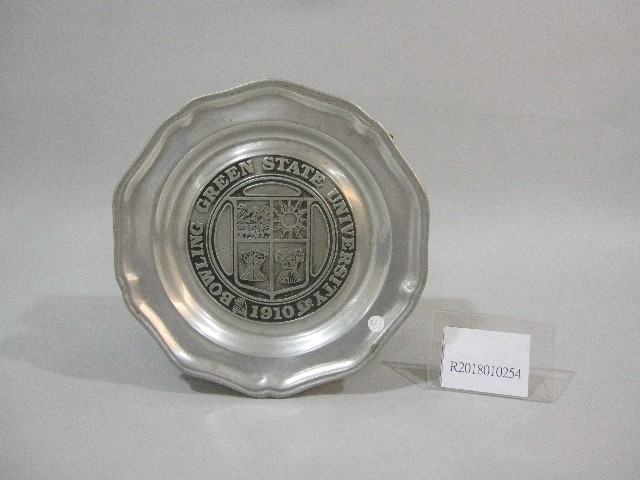 BOWLING GREEN STATE UNIVERSITY
1910
R2018010254